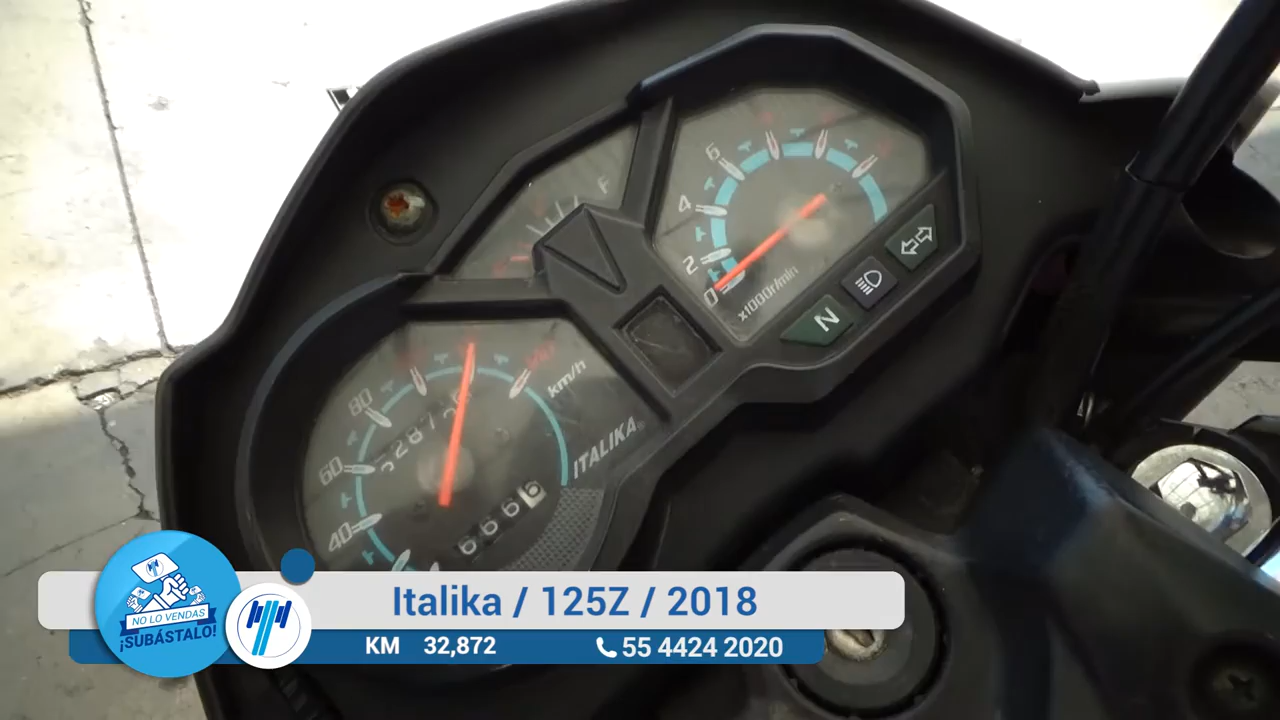 F
6
4
2
0
x1000r/min
N
km/h
80
60
40
ITALIKA
6666
NO LO VENDAS
¡SUBÁSTALO!
Italika / 125Z / 2018
KM 32,872
55 4424 2020